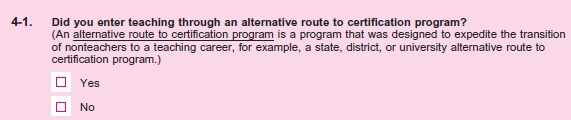 4-1. Did you enter teaching through an alternative route to certification program?
(An alternative route to certification program is a program that was designed to expedite the transition
of nonteachers to a teaching career, for example, a state, district, or university alternative route to
certification program.)
Yes
No